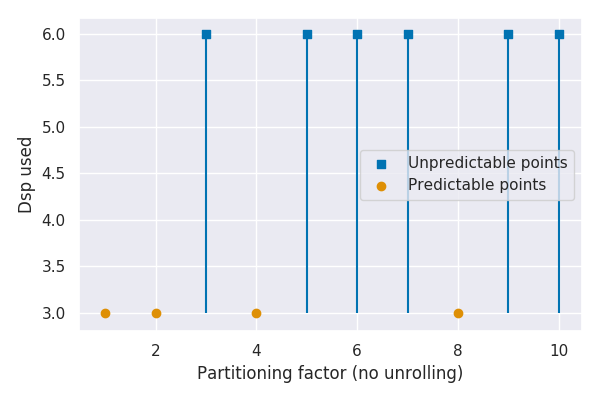 6.0
5.5
5.0
4.5
4.0
3.5
3.0
Dsp used
Unpredictable points
Predictable points
2 4 6 8 10
Partitioning factor (no unrolling)